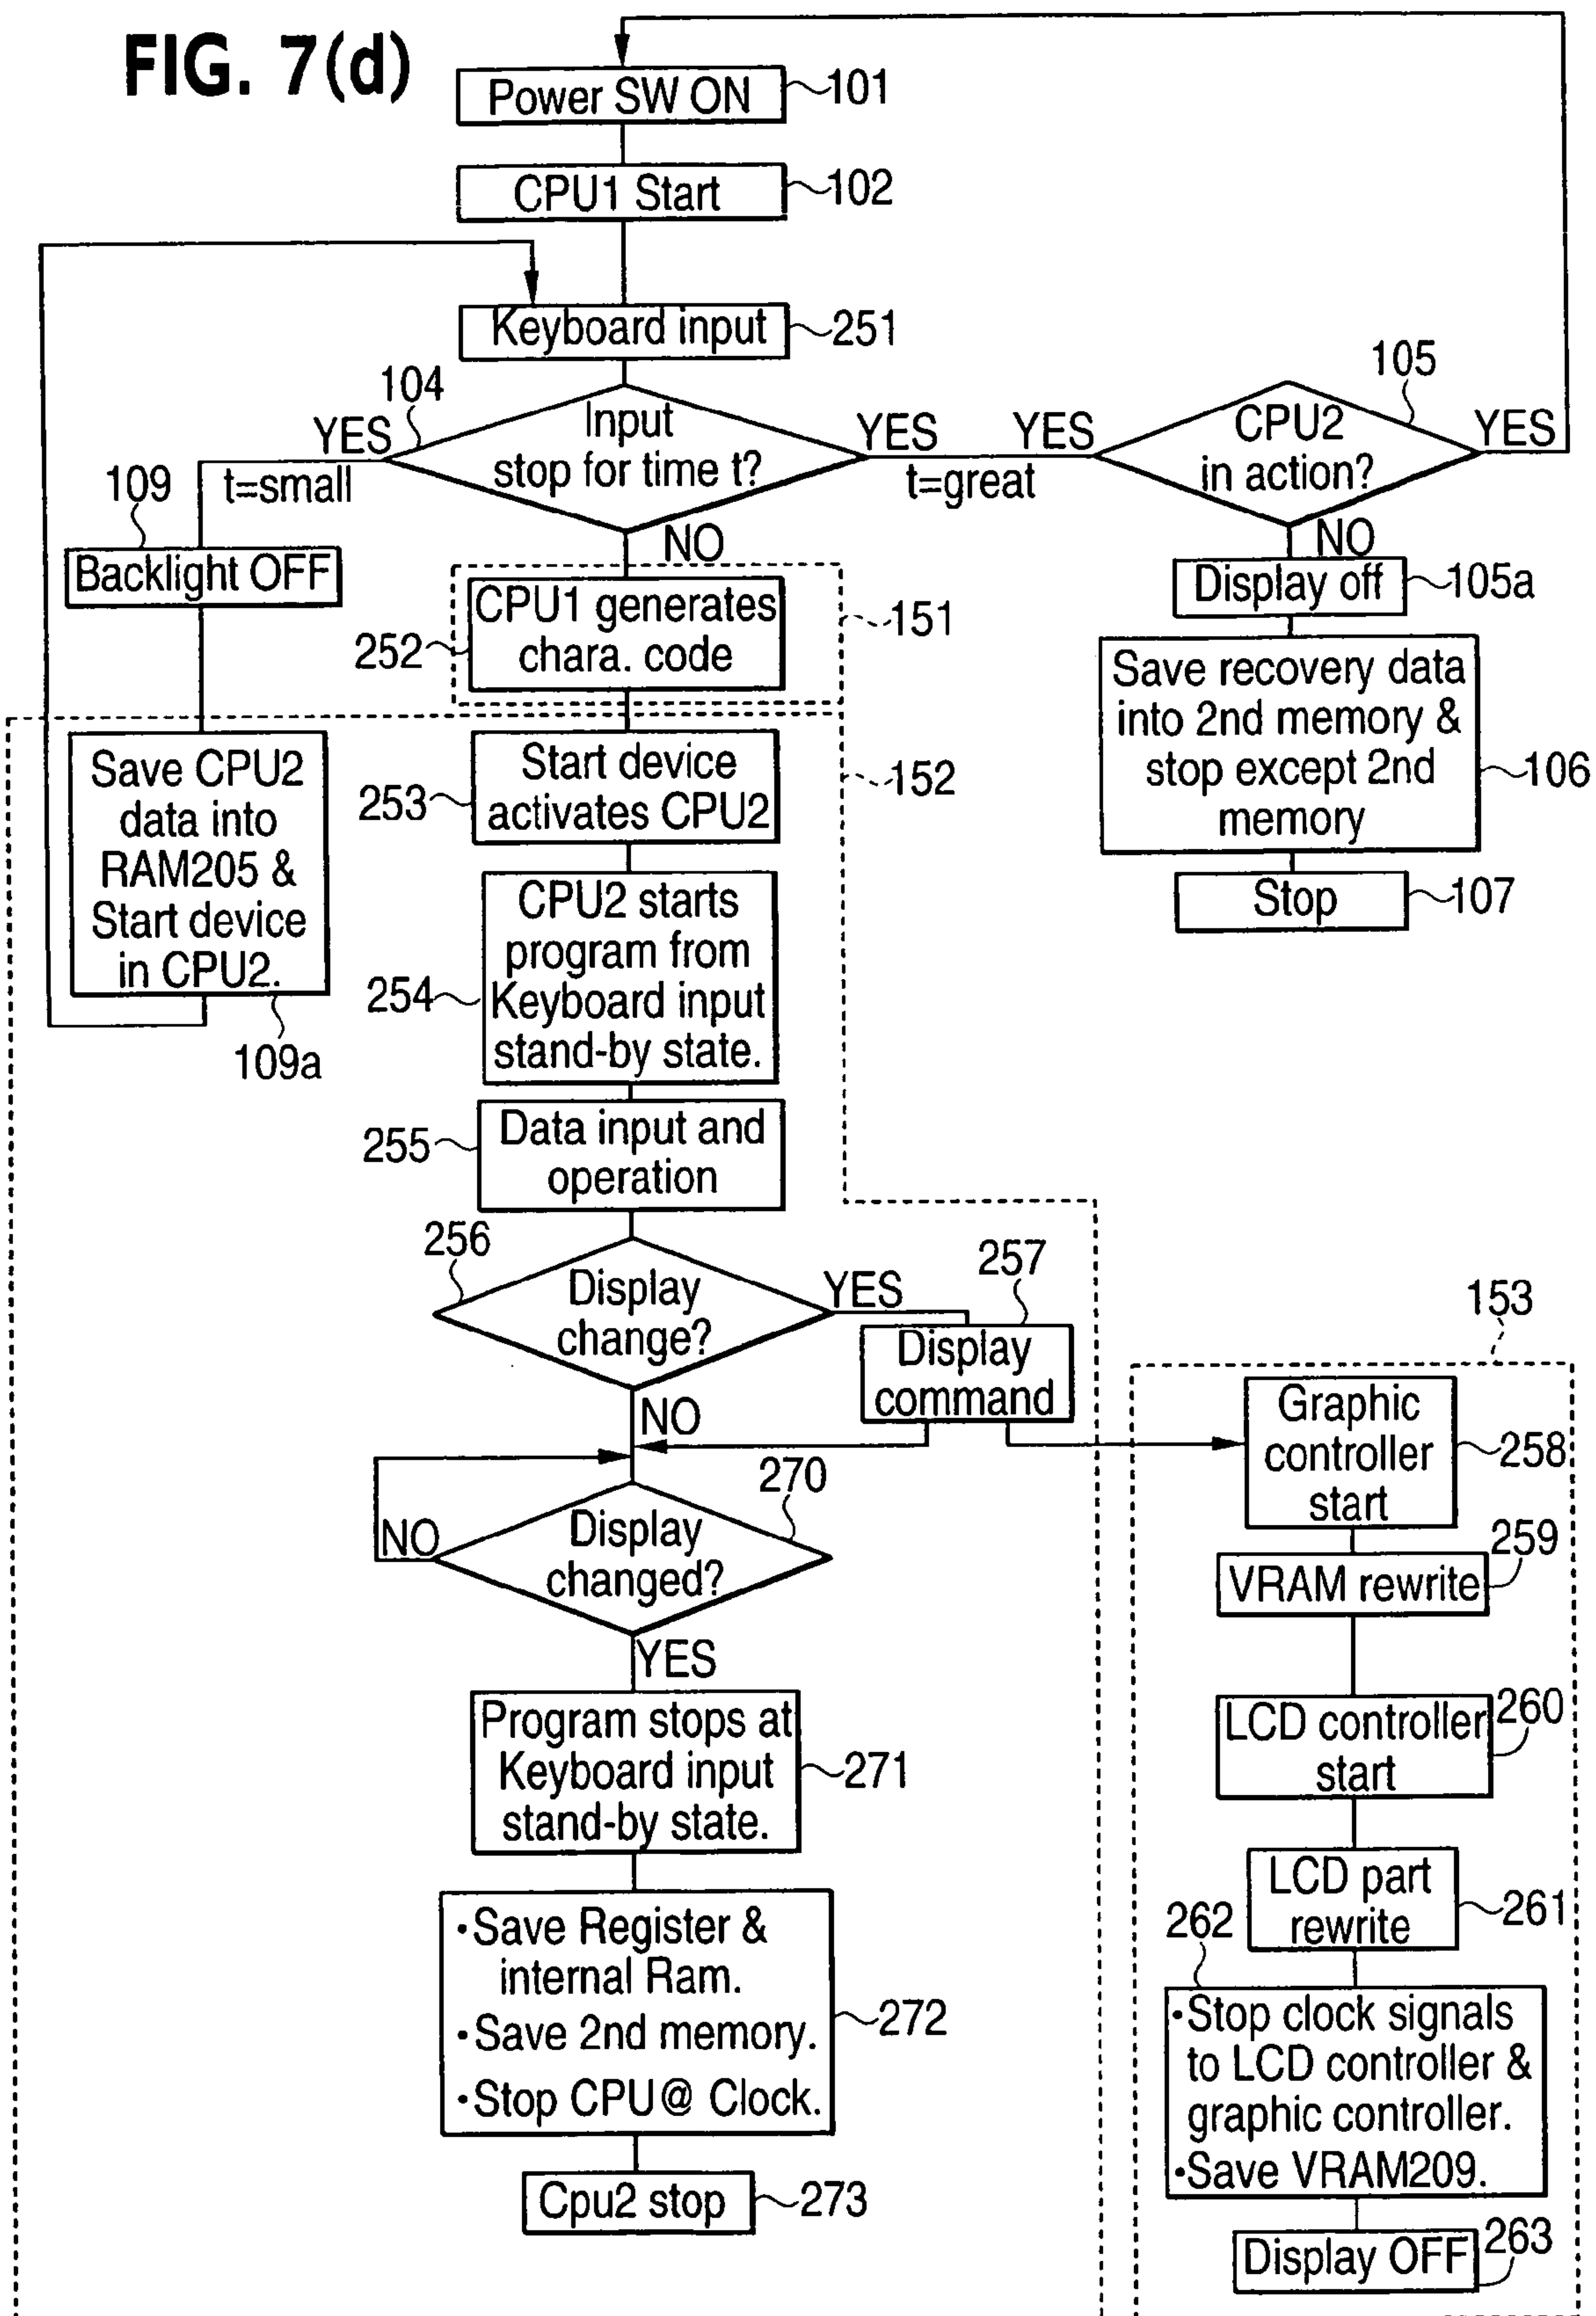 FIG. 7(d)
Power SW ON
101
CPU1 Start
102
Keyboard input
251
104
Input
stop for time t?
YES
t=small
YES
t=great
NO
105
CPU2
in action?
YES
YES
NO
109
Backlight OFF
Display off
105a
CPU1 generates
chara. code
252
151
Save recovery data
into 2nd memory &
stop except 2nd
memory
106
Stop
107
Save CPU2
data into
RAM205 &
Start device
in CPU2.
109a
Start device
activates CPU2
253
152
CPU2 starts
program from
Keyboard input
stand-by state.
254
Data input and
operation
255
256
Display
change?
YES
NO
257
Display
command
153
Graphic
controller
start
258
270
Display
changed?
NO
YES
VRAM rewrite
259
Program stops at
Keyboard input
stand-by state.
271
LCD controller
start
260
LCD part
rewrite
261
•Save Register &
internal Ram.
•Save 2nd memory.
•Stop CPU@ Clock.
272
262
•Stop clock signals
to LCD controller &
graphic controller.
•Save VRAM209.
Cpu2 stop
273
Display OFF
263